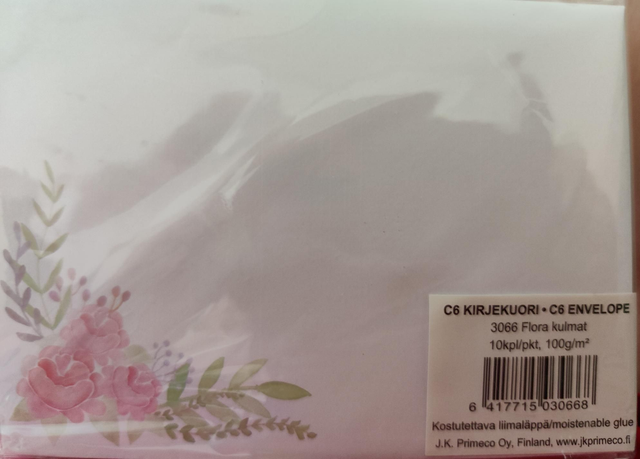 C6 KIRJEKUORI • C6 ENVELOPE
3066 Flora kulmat
10kpl/pkt, 100g/m²
6 417715 030668
Kostutettava liimaläppä/moistenable glue
J.K. Primeco Oy, Finland, www.jkprimeco.fi